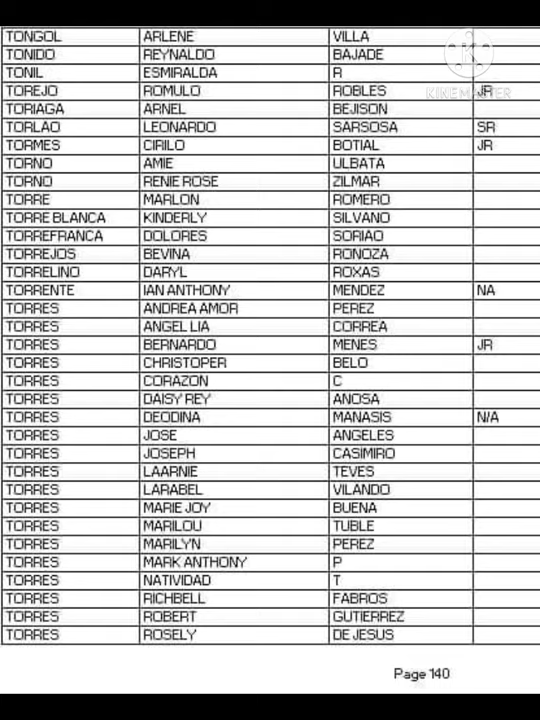 TONGOL ARLENE VILLA
TONIDO REYNALDO BAJADE
TONIL ESMIRALDA R
TOREJO ROMULO ROBLES JR
TORIAGA ARNEL BEJISON
TORLAO LEONARDO SARSOSA SR
TORMES CIRILO BOTIAL JR
TORNO AMIE ULBATA
TORNO RENIE ROSE ZILMAR
TORRE MARLON ROMERO
TORRE BLANCA KINDERLY SILVANO
TORREFRANCA DOLORES SORIAO
TORREJOS BEVINA RONOZA
TORRELINO DARYL ROXAS
TORRENTE IAN ANTHONY MENDEZ NA
TORRES ANDREA AMOR PEREZ
TORRES ANGEL LIA CORREA
TORRES BERNARDO MENES JR
TORRES CHRISTOPER BELO
TORRES CORAZON C
TORRES DAISY REY ANOSA
TORRES DEODINA MANASIS N/A
TORRES JOSE ANGELES
TORRES JOSEPH CASIMIRO
TORRES LAARNIE TEVES
TORRES LARABEL VILANDO
TORRES MARIE JOY BUENA
TORRES MARILOU TUBLE
TORRES MARILYN PEREZ
TORRES MARK ANTHONY P
TORRES NATIVIDAD T
TORRES RICHBELL FABROS
TORRES ROBERT GUTIERREZ
TORRES ROSELY DE JESUS
Page 140
K
KINEMASTER